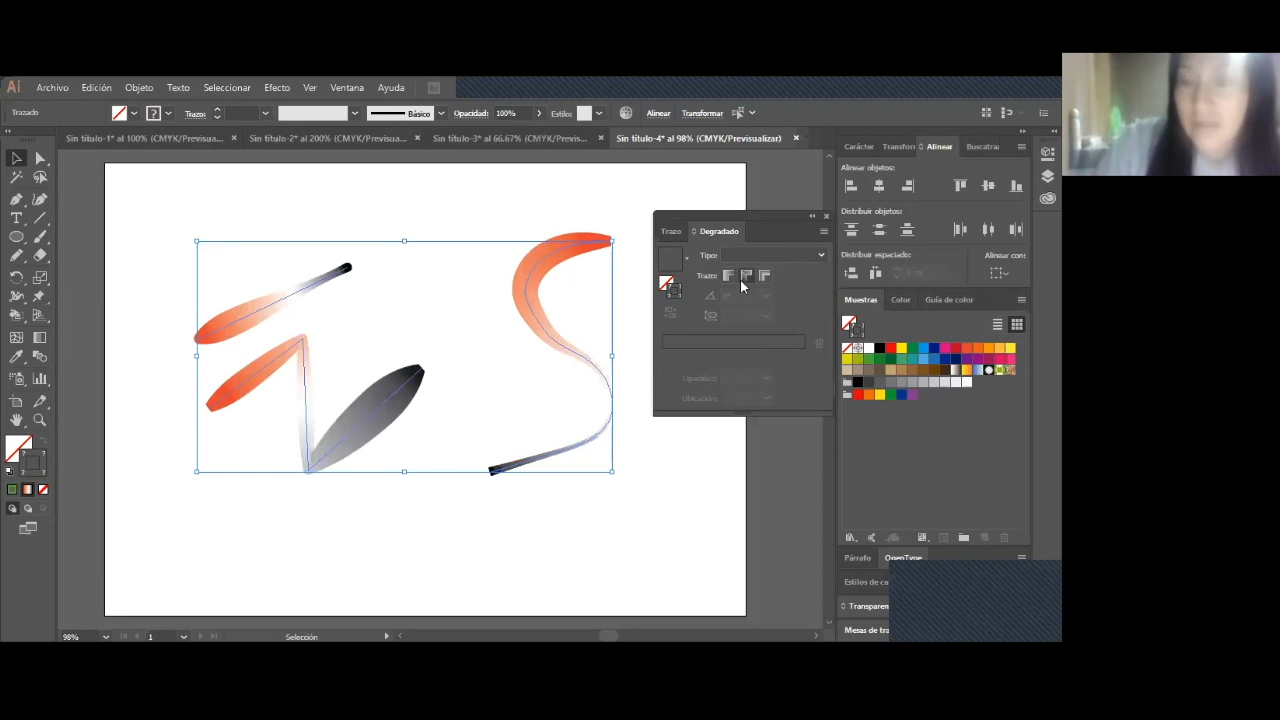 Ai Archivo Edición Objeto Texto Seleccionar Efecto Ver Ventana Ayuda
Trazado Trazo: Básico Opacidad: 100% Estilo: Alinear Transformar
Sin título-1* al 100% (CMYK/Previsua... Sin título-2* al 200% (CMYK/Previsua... Sin título-3* al 66.67% (CMYK/Previs... Sin título-4* al 98% (CMYK/Previsualizar)
Carácter Transform Alinear Buscatraz
Alinear objetos:
Distribuir objetos:
Distribuir espaciado: Alinear con:
Trazo Degradado
Tipo:
Trazo:
Opacidad:
Ubicación:
Muestras Color Guía de color
Párrafo OpenType
Estilos de ca
Transparen
Mesas de tra
98% 1 Selección